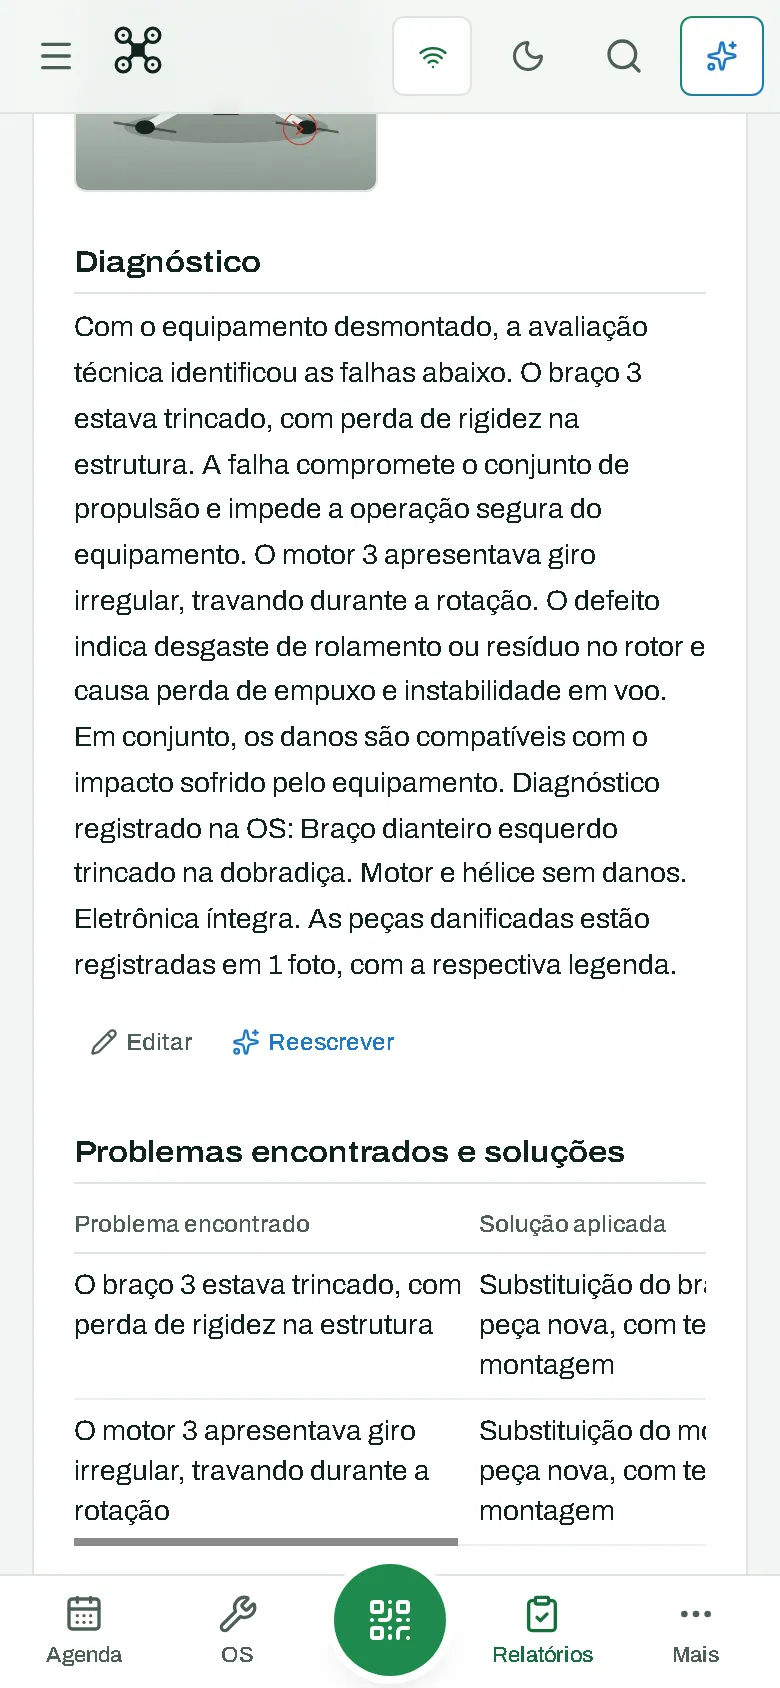 Diagnóstico
Com o equipamento desmontado, a avaliação
técnica identificou as falhas abaixo. O braço 3
estava trincado, com perda de rigidez na
estrutura. A falha compromete o conjunto de
propulsão e impede a operação segura do
equipamento. O motor 3 apresentava giro
irregular, travando durante a rotação. O defeito
indica desgaste de rolamento ou resíduo no rotor e
causa perda de empuxo e instabilidade em voo.
Em conjunto, os danos são compatíveis com o
impacto sofrido pelo equipamento. Diagnóstico
registrado na OS: Braço dianteiro esquerdo
trincado na dobradiça. Motor e hélice sem danos.
Eletrônica íntegra. As peças danificadas estão
registradas em 1 foto, com a respectiva legenda.
Editar Reescrever
Problemas encontrados e soluções
Problema encontrado Solução aplicada
O braço 3 estava trincado, com Substituição do
perda de rigidez na estrutura peça nova, com
montagem
O motor 3 apresentava giro Substituição do
irregular, travando durante a peça nova, com
rotação montagem
Agenda OS Relatórios Mais